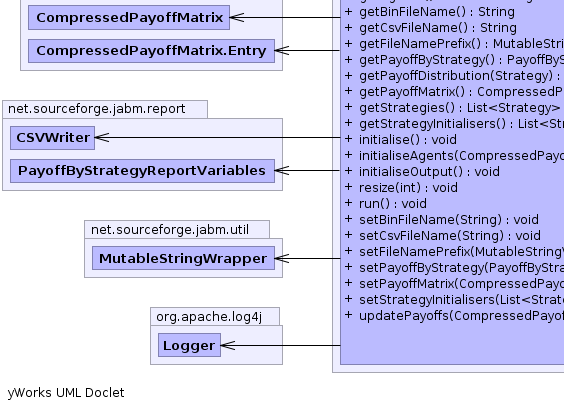 CompressedPayoffMatrix
CompressedPayoffMatrix.Entry
net.sourceforge.jabm.report
CSVWriter
PayoffByStrategyReportVariables
net.sourceforge.jabm.util
MutableStringWrapper
org.apache.log4j
Logger
+ getBinFileName() : String
+ getCsvFileName() : String
+ getFileNamePrefix() : MutableStri
+ getPayoffByStrategy() : PayoffByS
+ getPayoffDistribution(Strategy) :
+ getPayoffMatrix() : CompressedP
+ getStrategies() : List<Strategy>
+ getStrategyInitialisers() : List<Str
+ initialise() : void
+ initialiseAgents(CompressedPayo
+ initialiseOutput() : void
+ resize(int) : void
+ run() : void
+ setBinFileName(String) : void
+ setCsvFileName(String) : void
+ setFileNamePrefix(MutableString
+ setPayoffByStrategy(PayoffByStra
+ setPayoffMatrix(CompressedPayo
+ setStrategyInitialisers(List<Strate
+ updatePayoffs(CompressedPayof
yWorks UML Doclet